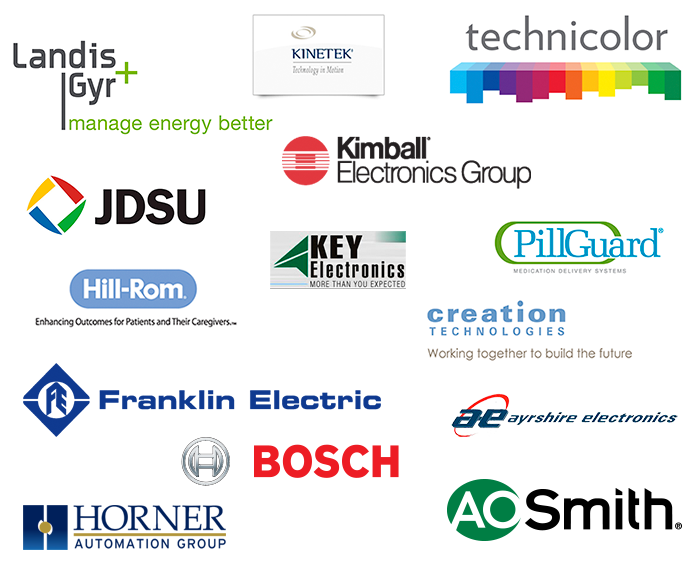 Landis
Gyr+
manage energy better
KINETEK®
Technology in Motion
technicolor
Kimball®
Electronics Group
JDSU
KEY
Electronics
MORE THAN YOU EXPECTED
PillGuard®
MEDICATION DELIVERY SYSTEMS
Hill-Rom®
Enhancing Outcomes for Patients and Their Caregivers.™
creation
TECHNOLOGIES
Working together to build the future
FE Franklin Electric
ae ayrshire electronics
BOSCH
HORNER
AUTOMATION GROUP
AO Smith®